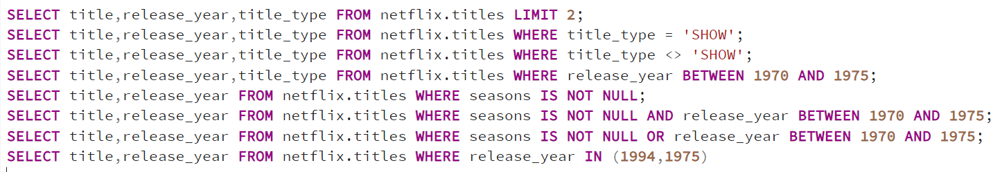 SELECT title,release_year,title_type FROM netflix.titles LIMIT 2;
SELECT title,release_year,title_type FROM netflix.titles WHERE title_type = 'SHOW';
SELECT title,release_year,title_type FROM netflix.titles WHERE title_type <> 'SHOW';
SELECT title,release_year,title_type FROM netflix.titles WHERE release_year BETWEEN 1970 AND 1975;
SELECT title,release_year FROM netflix.titles WHERE seasons IS NOT NULL;
SELECT title,release_year FROM netflix.titles WHERE seasons IS NOT NULL AND release_year BETWEEN 1970 AND 1975;
SELECT title,release_year FROM netflix.titles WHERE seasons IS NOT NULL OR release_year BETWEEN 1970 AND 1975;
SELECT title,release_year FROM netflix.titles WHERE release_year IN (1994,1975)